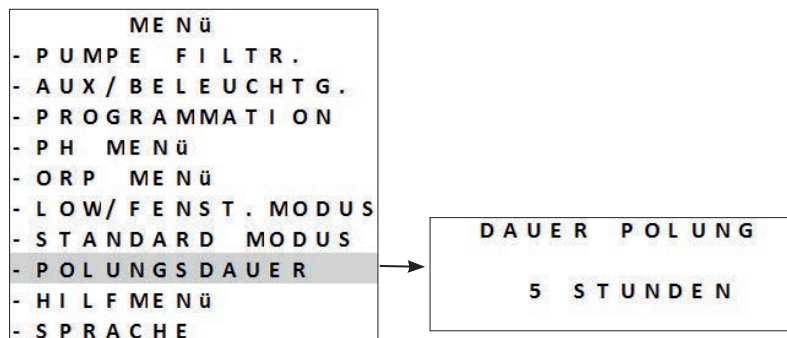 MENü
- PUMPE FILTR.
- AUX/BELEUCHTG.
- PROGRAMMATION
- PH MENü
- ORP MENü
- LOW/FENST. MODUS
- STANDARD MODUS
- POLUNGSDAUER
- HILFMENü
- SPRACHE
DAUER POLUNG
5 STUNDEN